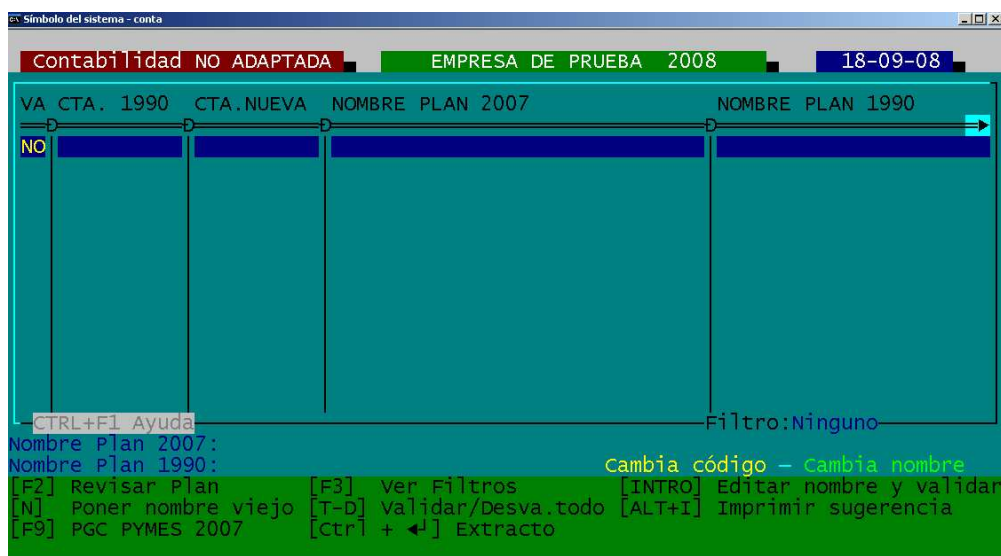 Símbolo del sistema - conta
Contabilidad NO ADAPTADA EMPRESA DE PRUEBA 2008 18-09-08
VA CTA. 1990 CTA.NUEVA NOMBRE PLAN 2007 NOMBRE PLAN 1990
NO
CTRL+F1 Ayuda Filtro:Ninguno
Nombre Plan 2007:
Nombre Plan 1990: Cambia código — Cambia nombre
[F2] Revisar Plan [F3] Ver Filtros [INTRO] Editar nombre y validar
[N] Poner nombre viejo [T-D] Validar/Desva.todo [ALT+I] Imprimir sugerencia
[F9] PGC PYMES 2007 [Ctrl + ↵] Extracto